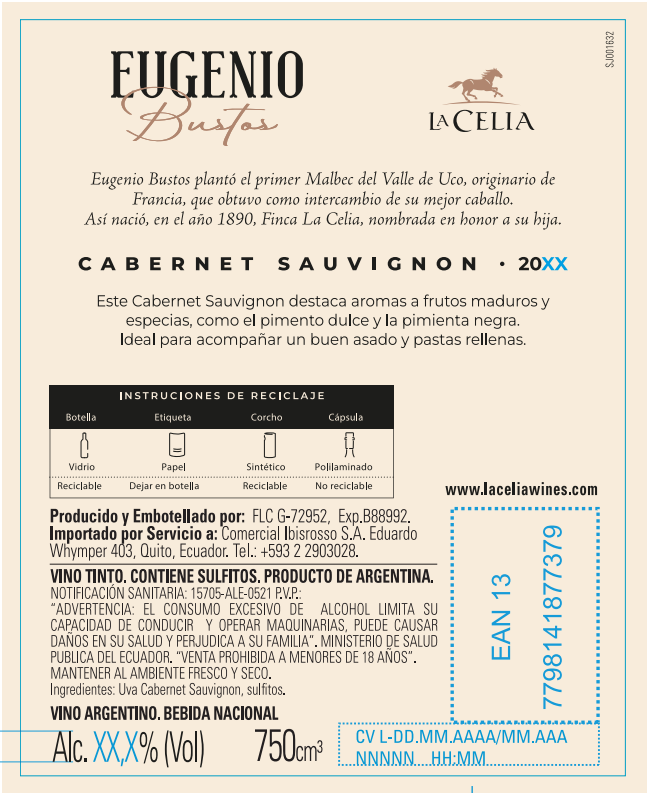 SJ001632
EUGENIO
Bustos
LA CELIA
Eugenio Bustos plantó el primer Malbec del Valle de Uco, originario de
Francia, que obtuvo como intercambio de su mejor caballo.
Así nació, en el año 1890, Finca La Celia, nombrada en honor a su hija.
CABERNET SAUVIGNON · 20XX
Este Cabernet Sauvignon destaca aromas a frutos maduros y
especias, como el pimento dulce y la pimienta negra.
Ideal para acompañar un buen asado y pastas rellenas.
INSTRUCIONES DE RECICLAJE
Botella Etiqueta Corcho Cápsula
Vidrio Papel Sintético Polilaminado
Reciclable Dejar en botella Reciclable No reciclable
www.laceliawines.com
Producido y Embotellado por: FLC G-72952, Exp.B88992.
Importado por Servicio a: Comercial Ibisrosso S.A. Eduardo
Whymper 403, Quito, Ecuador. Tel.: +593 2 2903028.
VINO TINTO. CONTIENE SULFITOS. PRODUCTO DE ARGENTINA.
NOTIFICACIÓN SANITARIA: 15705-ALE-0521 P.V.P.:
"ADVERTENCIA: EL CONSUMO EXCESIVO DE ALCOHOL LIMITA SU
CAPACIDAD DE CONDUCIR Y OPERAR MAQUINARIAS, PUEDE CAUSAR
DAÑOS EN SU SALUD Y PERJUDICA A SU FAMILIA". MINISTERIO DE SALUD
PUBLICA DEL ECUADOR. "VENTA PROHIBIDA A MENORES DE 18 AÑOS".
MANTENER AL AMBIENTE FRESCO Y SECO.
Ingredientes: Uva Cabernet Sauvignon, sulfitos.
VINO ARGENTINO. BEBIDA NACIONAL
Alc. XX,X% (Vol) 750cm³
EAN 13
7798141877379
CV L-DD.MM.AAAA/MM.AAA
NNNNN HH:MM